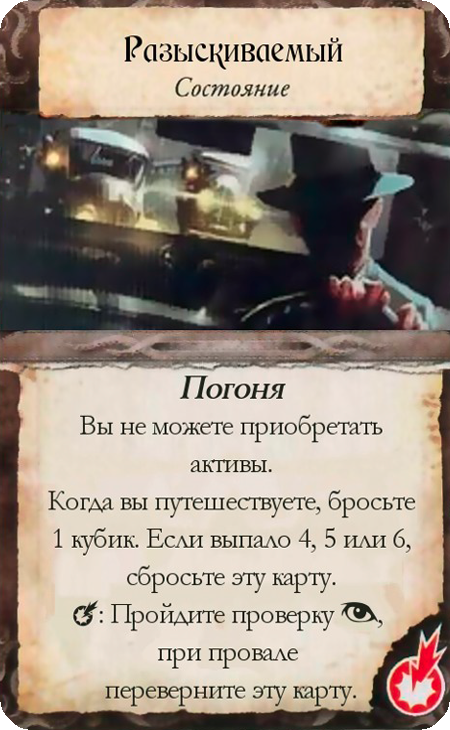 Разыскиваемый
Состояние
Погоня
Вы не можете приобретать
активы.
Когда вы путешествуете, бросьте
1 кубик. Если выпало 4, 5 или 6,
сбросьте эту карту.
: Пройдите проверку ,
при провале
переверните эту карту.